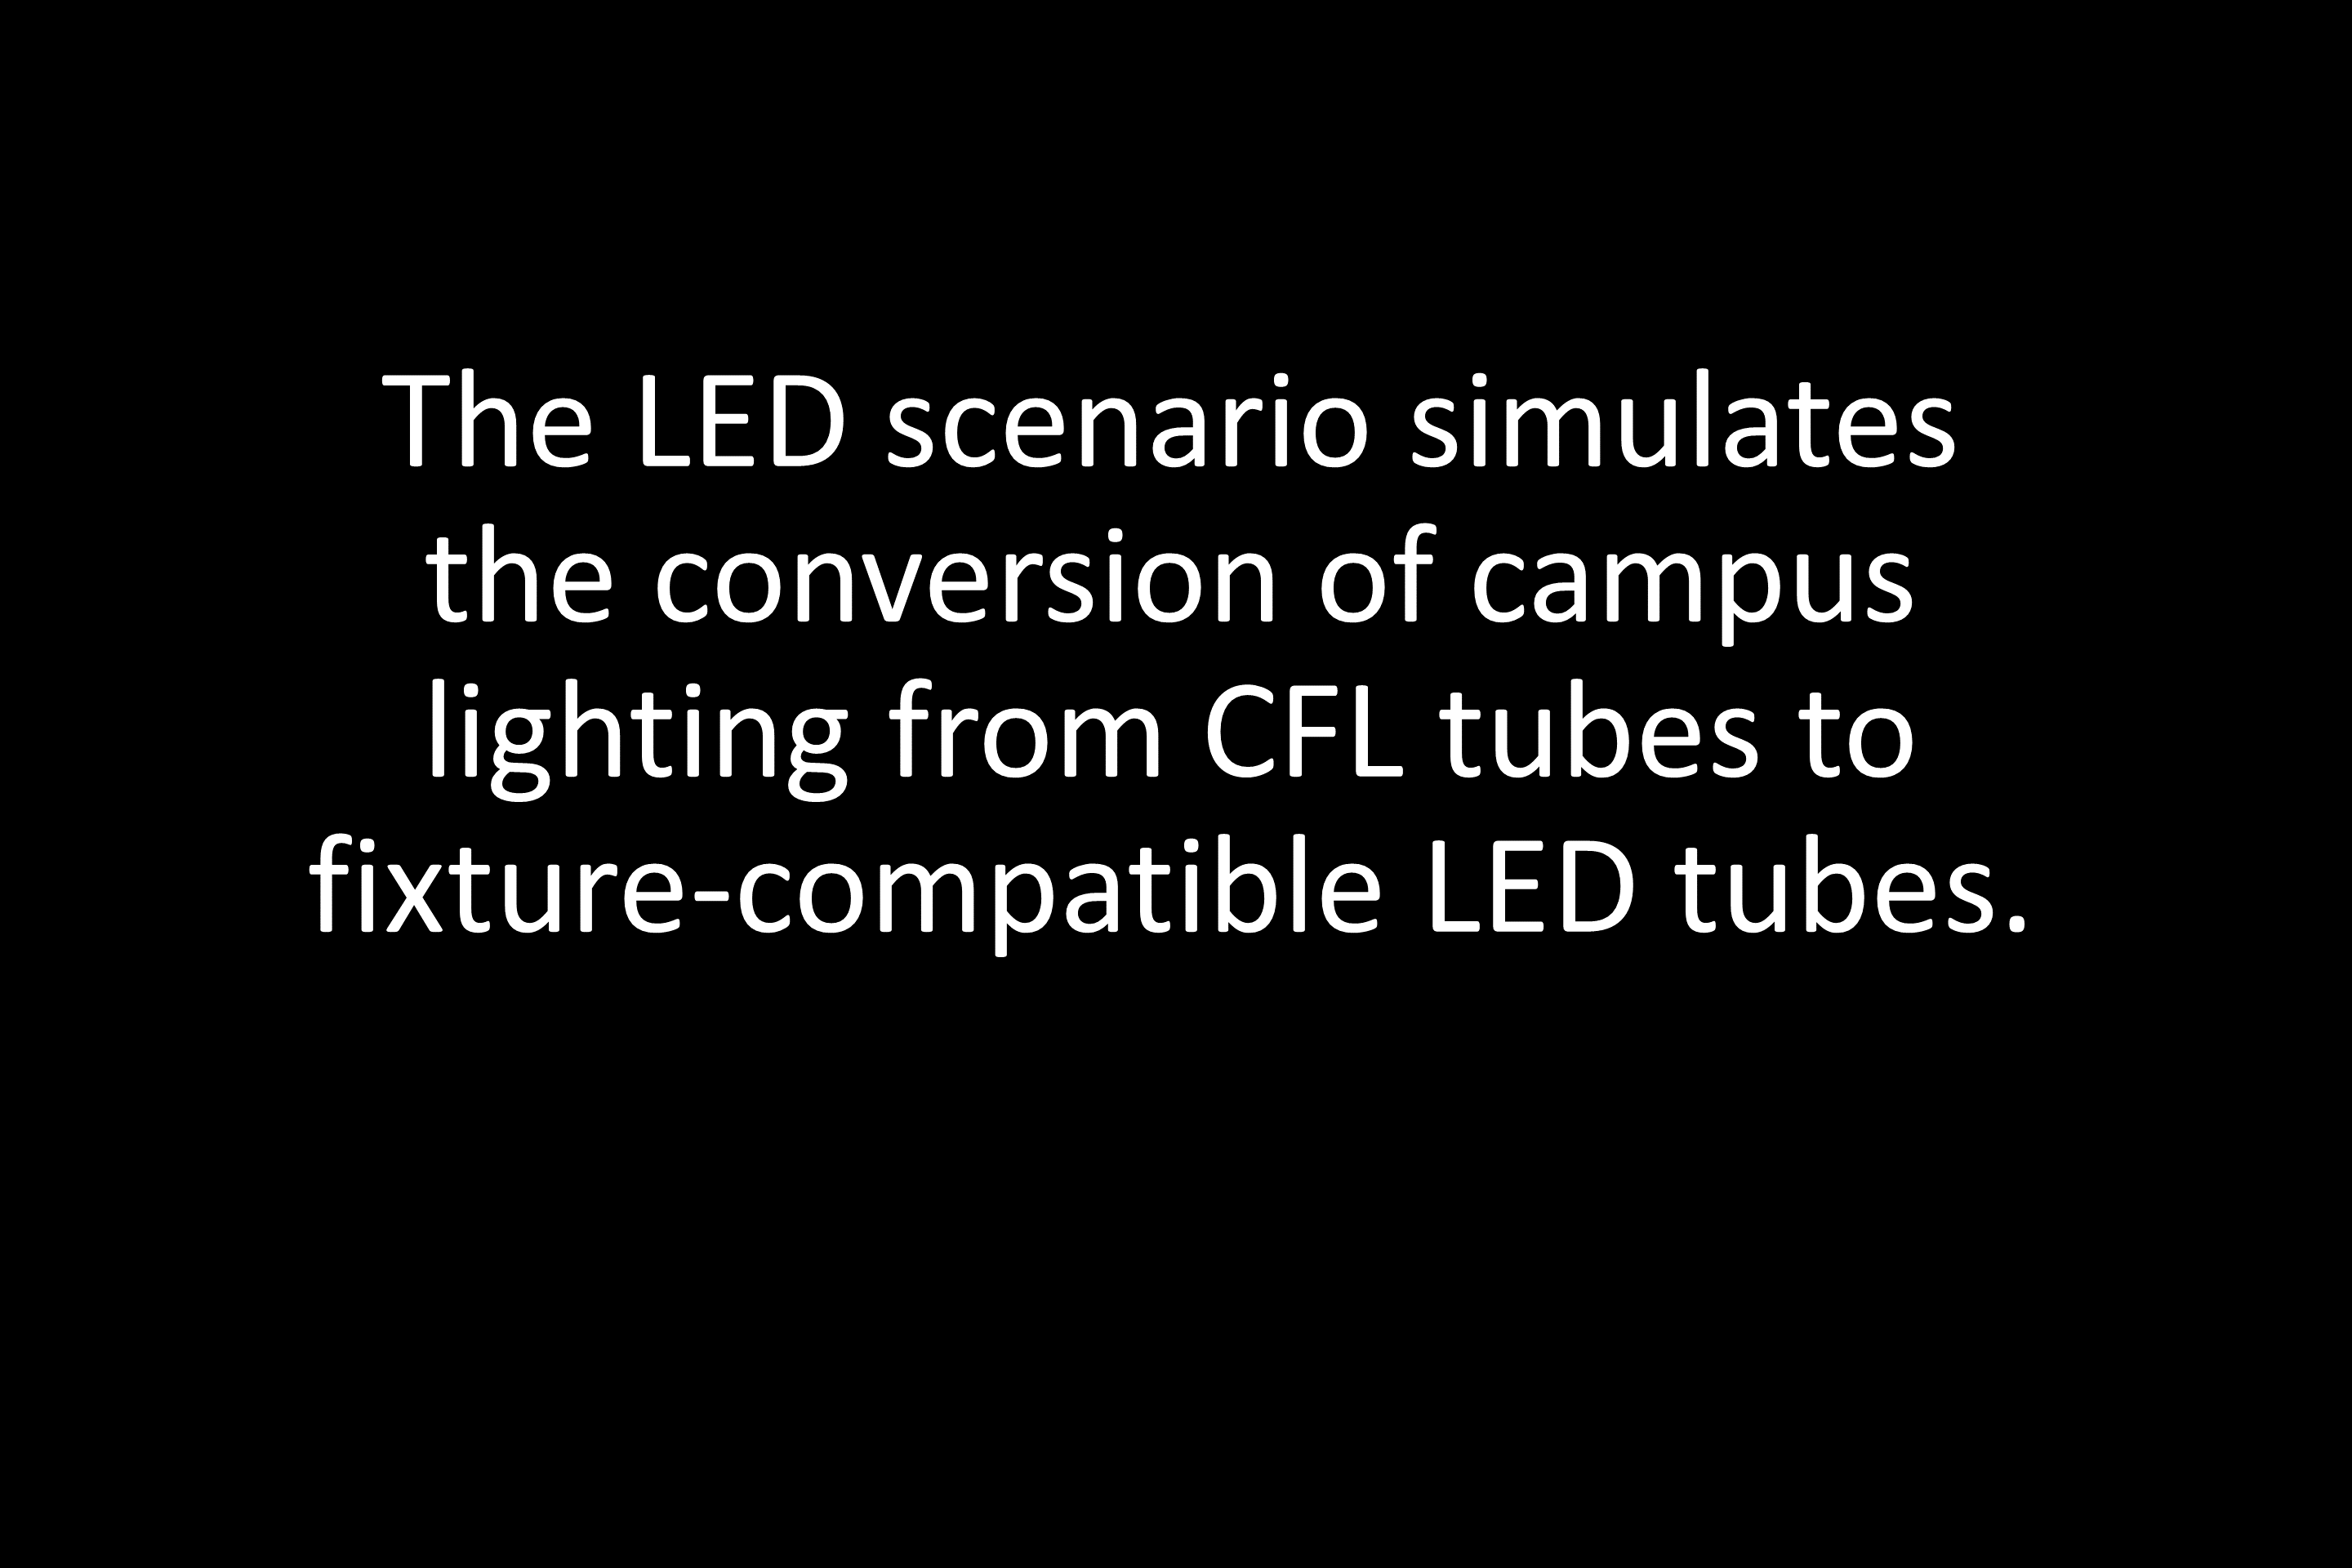 The LED scenario simulates
the conversion of campus
lighting from CFL tubes to
fixture-compatible LED tubes.